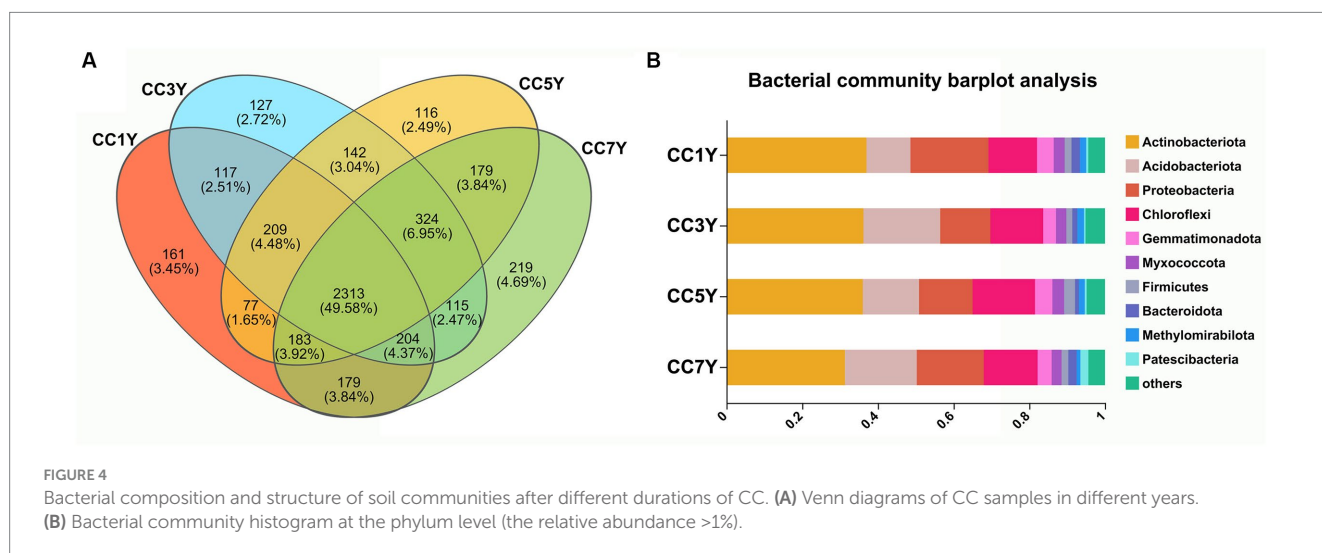 A
CC1Y
CC3Y
CC5Y
CC7Y
127
(2.72%)
116
(2.49%)
142
(3.04%)
179
(3.84%)
117
(2.51%)
324
(6.95%)
209
(4.48%)
161
(3.45%)
219
(4.69%)
2313
(49.58%)
77
(1.65%)
115
(2.47%)
183
(3.92%)
204
(4.37%)
179
(3.84%)
B
Bacterial community barplot analysis
CC1Y
CC3Y
CC5Y
CC7Y
0
0.2
0.4
0.6
0.8
1
Actinobacteriota
Acidobacteriota
Proteobacteria
Chloroflexi
Gemmatimonadota
Myxococcota
Firmicutes
Bacteroidota
Methylomirabilota
Patescibacteria
others
FIGURE 4
Bacterial composition and structure of soil communities after different durations of CC. (A) Venn diagrams of CC samples in different years.
(B) Bacterial community histogram at the phylum level (the relative abundance >1%).